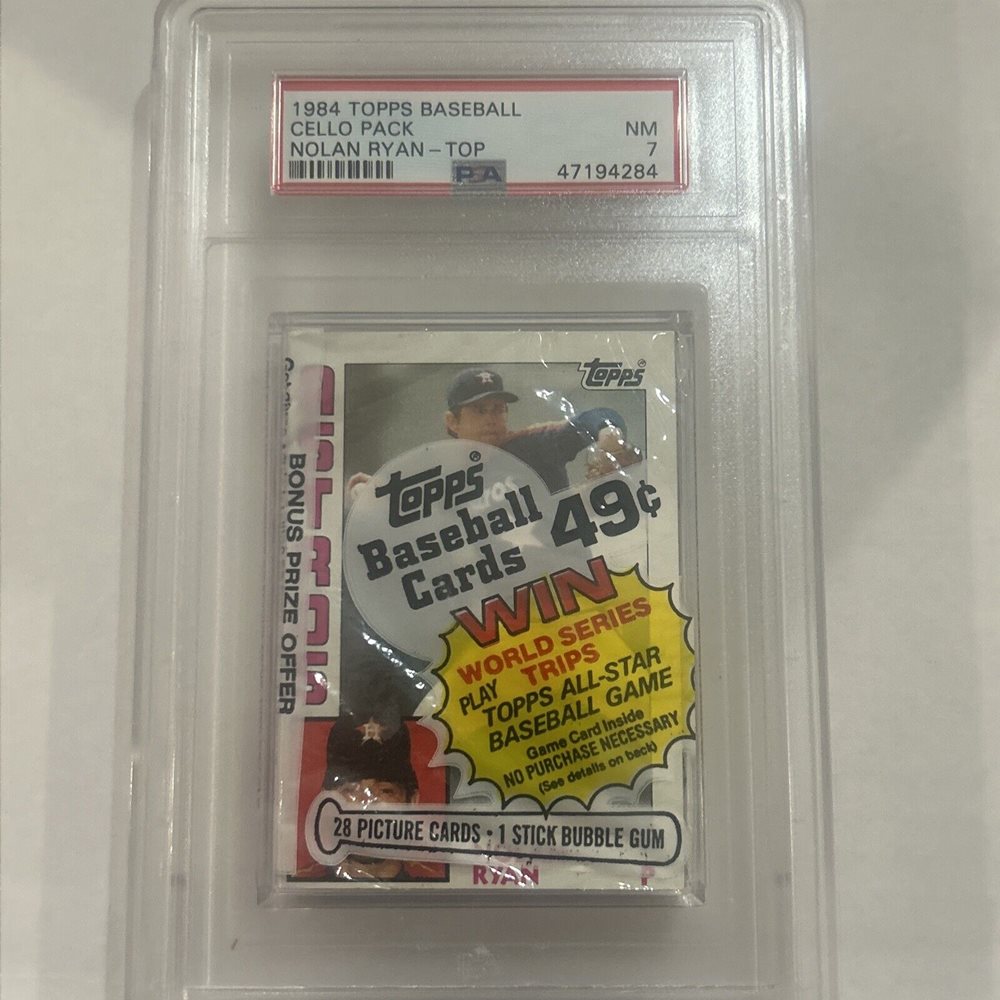 1984 TOPPS BASEBALL
CELLO PACK NM
NOLAN RYAN – TOP 7
PSA 47194284
Topps
ASTROS
BONUS PRIZE OFFER
Topps®
Baseball
Cards 49¢
WIN
WORLD SERIES
TRIPS
PLAY
TOPPS ALL-STAR
BASEBALL GAME
Game Card Inside
NO PURCHASE NECESSARY
(See details on back)
28 PICTURE CARDS • 1 STICK BUBBLE GUM
RYAN P